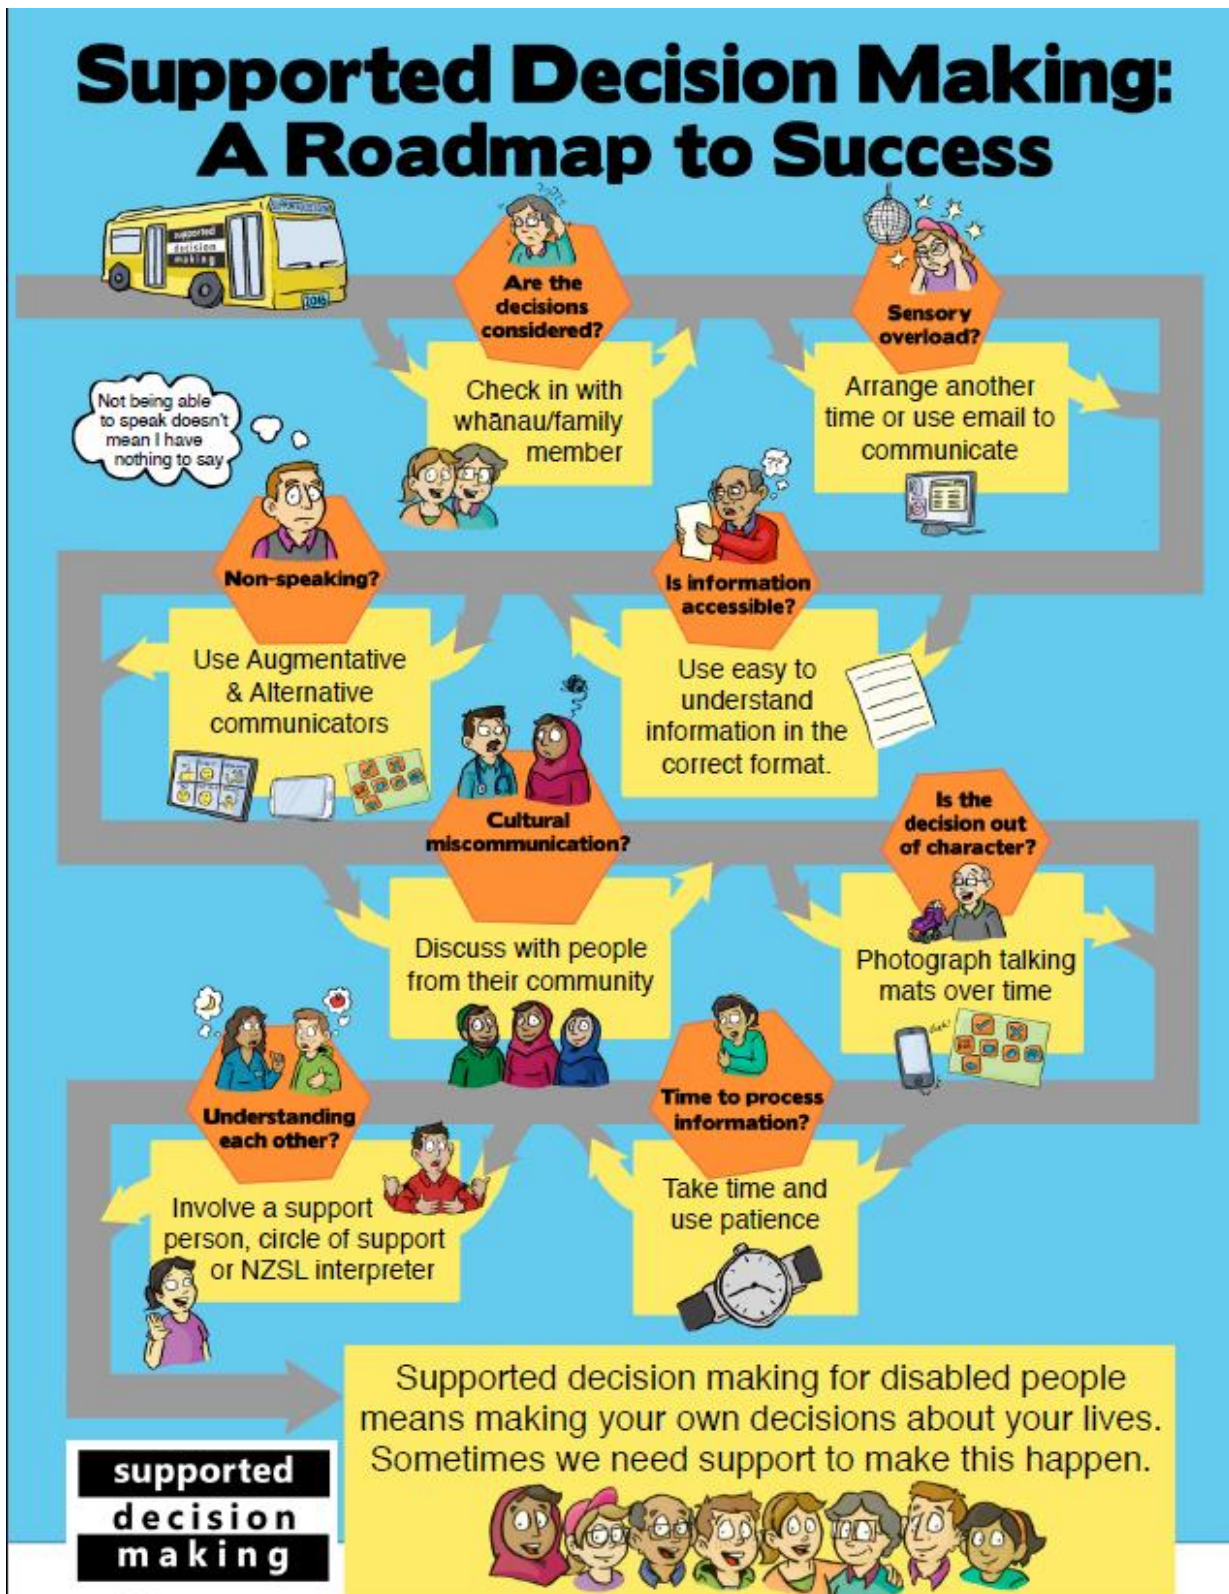 Supported Decision Making:
A Roadmap to Success
supported
decision
making
Are the
decisions
considered?
Check in with
whānau/family
member
Sensory
overload?
Arrange another
time or use email to
communicate
Is information
accessible?
Use easy to
understand
information in the
correct format.
Not being able
to speak doesn't
mean I have
nothing to say
Non-speaking?
Use Augmentative
& Alternative
communicators
Cultural
miscommunication?
Discuss with people
from their community
Is the
decision out
of character?
Photograph talking
mats over time
Time to process
information?
Take time and
use patience
Understanding
each other?
Involve a support
person, circle of support
or NZSL interpreter
Supported decision making for disabled people
means making your own decisions about your lives.
Sometimes we need support to make this happen.
supported
decision
making